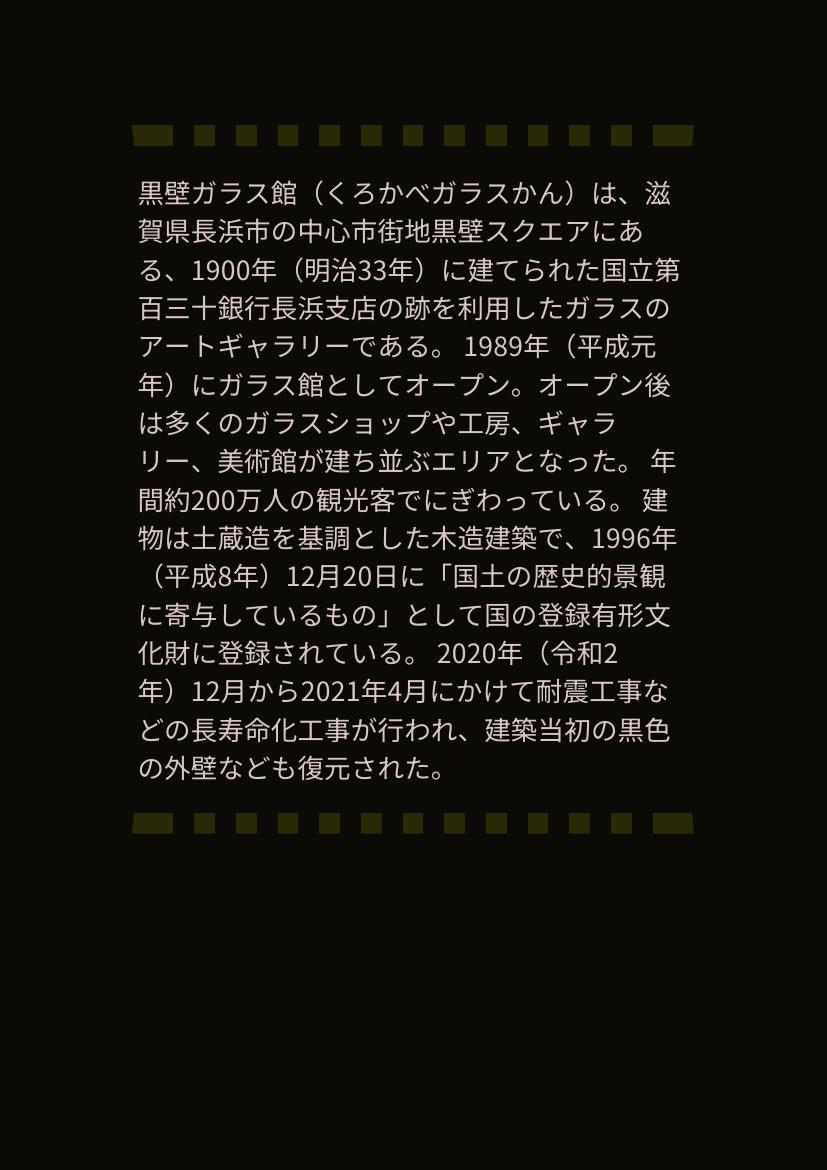 黒壁ガラス館（くろかべガラスかん）は、滋
賀県長浜市の中心市街地黒壁スクエアにあ
る、1900年（明治33年）に建てられた国立第
百三十銀行長浜支店の跡を利用したガラスの
アートギャラリーである。 1989年（平成元
年）にガラス館としてオープン。オープン後
は多くのガラスショップや工房、ギャラ
リー、美術館が建ち並ぶエリアとなった。 年
間約200万人の観光客でにぎわっている。 建
物は土蔵造を基調とした木造建築で、1996年
（平成8年）12月20日に「国土の歴史的景観
に寄与しているもの」として国の登録有形文
化財に登録されている。 2020年（令和2
年）12月から2021年4月にかけて耐震工事な
どの長寿命化工事が行われ、建築当初の黒色
の外壁なども復元された。